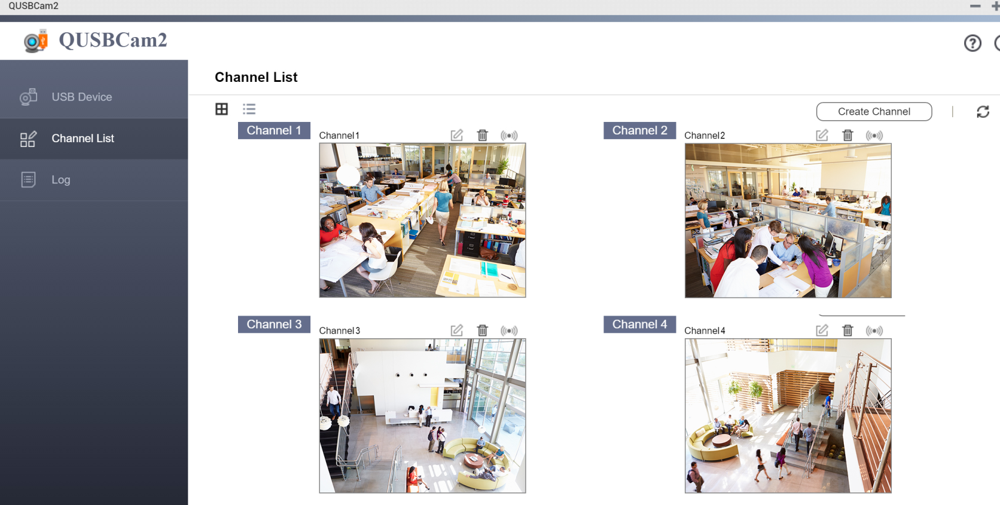 QUSBCam2
QUSBCam2
USB Device
Channel List
Log
Channel List
Create Channel
Channel 1
Channel1
Channel 2
Channel2
Channel 3
Channel3
Channel 4
Channel4